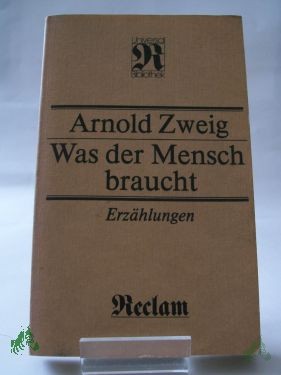 Universal
R
Bibliothek
Arnold Zweig
Was der Mensch
braucht
Erzählungen
Reclam